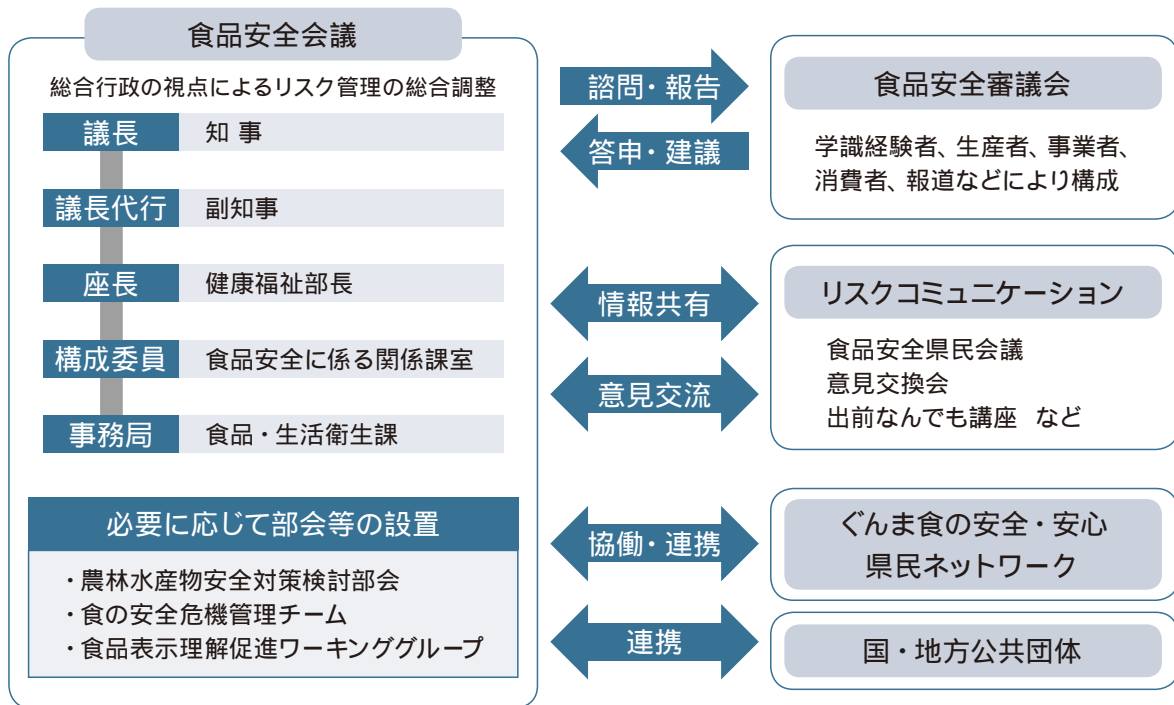 食品安全会議
総合行政の視点によるリスク管理の総合調整
議長 知 事
議長代行 副知事
座長 健康福祉部長
構成委員 食品安全に係る関係課室
事務局 食品・生活衛生課
必要に応じて部会等の設置
・農林水産物安全対策検討部会
・食の安全危機管理チーム
・食品表示理解促進ワーキンググループ
諮問・報告
答申・建議
情報共有
意見交流
協働・連携
連携
食品安全審議会
学識経験者、生産者、事業者、
消費者、報道などにより構成
リスクコミュニケーション
食品安全県民会議
意見交換会
出前なんでも講座 など
ぐんま食の安全・安心
県民ネットワーク
国・地方公共団体